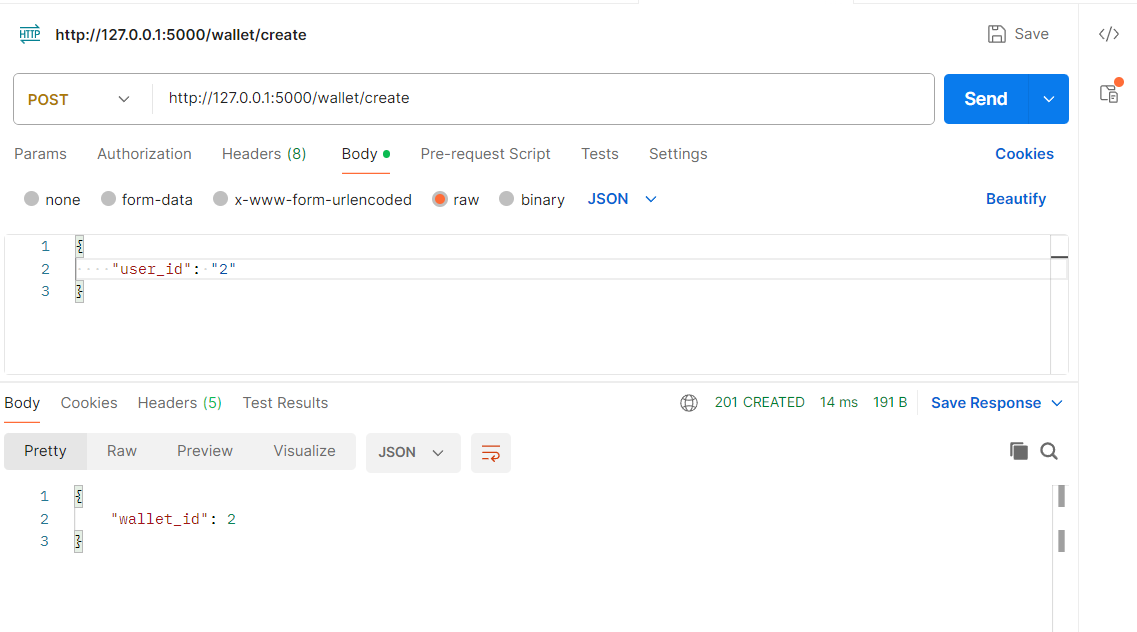 HTTP http://127.0.0.1:5000/wallet/create Save </>
POST http://127.0.0.1:5000/wallet/create Send
Params Authorization Headers (8) Body Pre-request Script Tests Settings Cookies
none form-data x-www-form-urlencoded raw binary JSON Beautify
1 {
2 ····"user_id":·"2"
3 }
Body Cookies Headers (5) Test Results 201 CREATED 14 ms 191 B Save Response
Pretty Raw Preview Visualize JSON
1 {
2 "wallet_id": 2
3 }